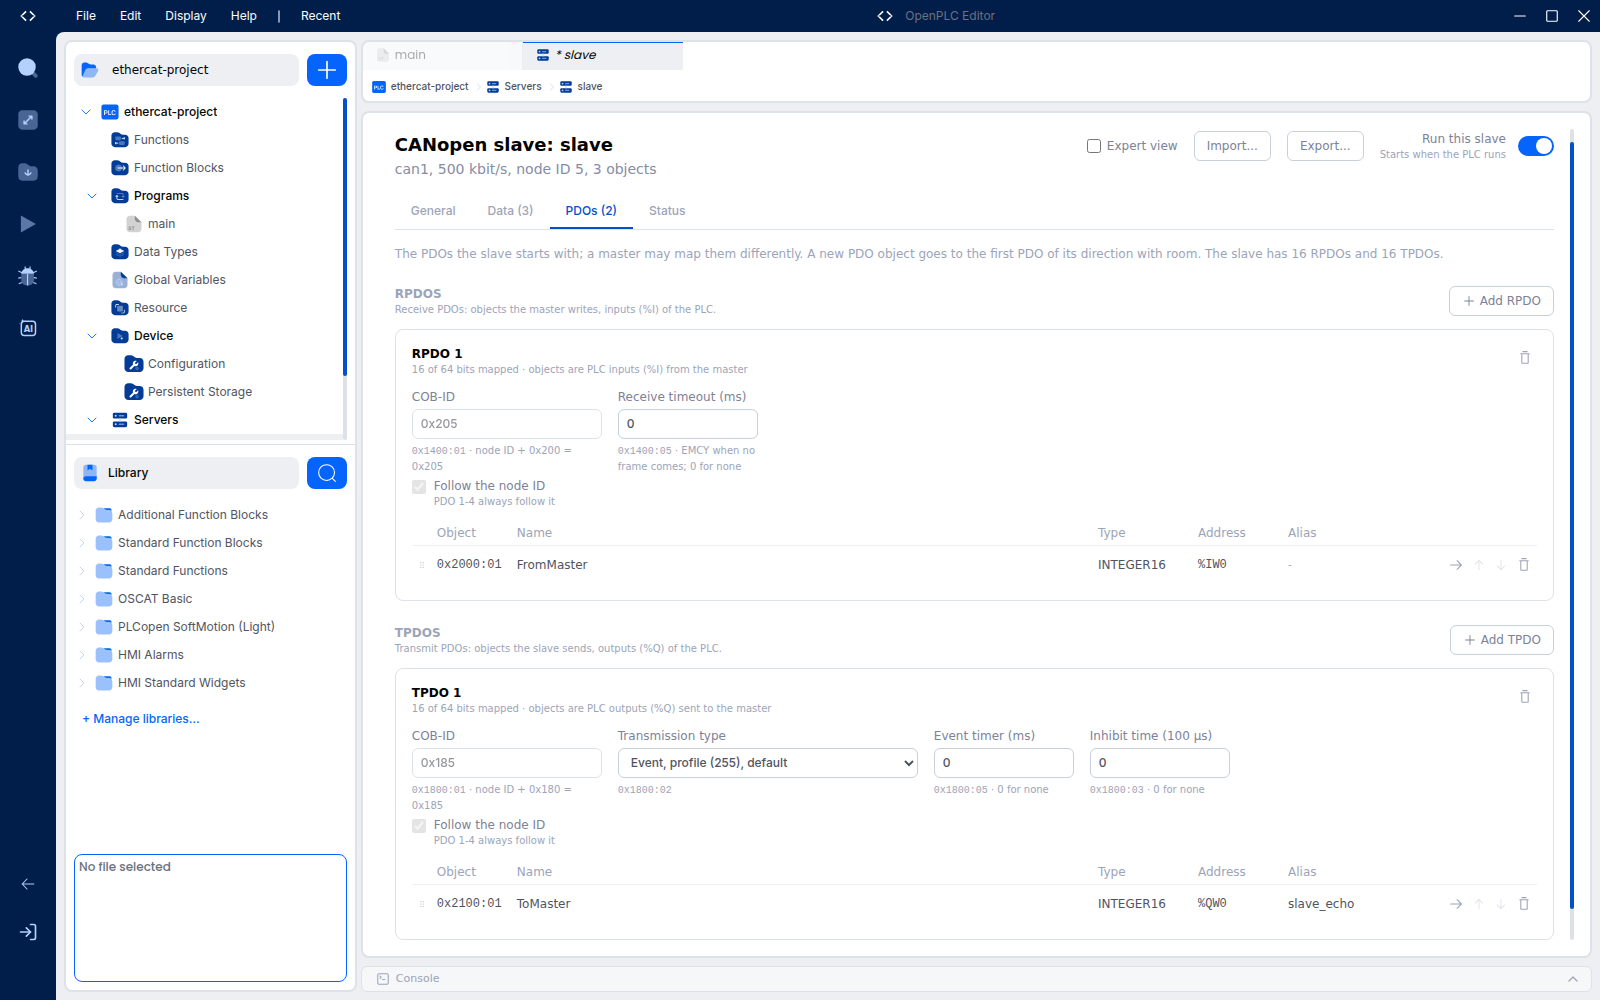 File
Edit
Display
Help
|
Recent
OpenPLC Editor
ethercat-project
PLC
ethercat-project
Functions
Function Blocks
Programs
main
Data Types
Global Variables
Resource
Device
Configuration
Persistent Storage
Servers
Library
Additional Function Blocks
Standard Function Blocks
Standard Functions
OSCAT Basic
PLCopen SoftMotion (Light)
HMI Alarms
HMI Standard Widgets
+ Manage libraries...
No file selected
AI
main
* slave
PLC ethercat-project Servers slave
CANopen slave: slave
can1, 500 kbit/s, node ID 5, 3 objects
Expert view
Import...
Export...
Run this slave
Starts when the PLC runs
General
Data (3)
PDOs (2)
Status
The PDOs the slave starts with; a master may map them differently. A new PDO object goes to the first PDO of its direction with room. The slave has 16 RPDOs and 16 TPDOs.
RPDOS
Receive PDOs: objects the master writes, inputs (%I) of the PLC.
+ Add RPDO
RPDO 1
16 of 64 bits mapped · objects are PLC inputs (%I) from the master
COB-ID
Receive timeout (ms)
0x205
0
0x1400:01 · node ID + 0x200 =
0x205
0x1400:05 · EMCY when no
frame comes; 0 for none
Follow the node ID
PDO 1-4 always follow it
Object Name Type Address Alias
0x2000:01 FromMaster INTEGER16 %IW0 -
TPDOS
Transmit PDOs: objects the slave sends, outputs (%Q) of the PLC.
+ Add TPDO
TPDO 1
16 of 64 bits mapped · objects are PLC outputs (%Q) sent to the master
COB-ID
Transmission type
Event timer (ms)
Inhibit time (100 µs)
0x185
Event, profile (255), default
0
0
0x1800:01 · node ID + 0x180 =
0x185
0x1800:02
0x1800:05 · 0 for none
0x1800:03 · 0 for none
Follow the node ID
PDO 1-4 always follow it
Object Name Type Address Alias
0x2100:01 ToMaster INTEGER16 %QW0 slave_echo
Console